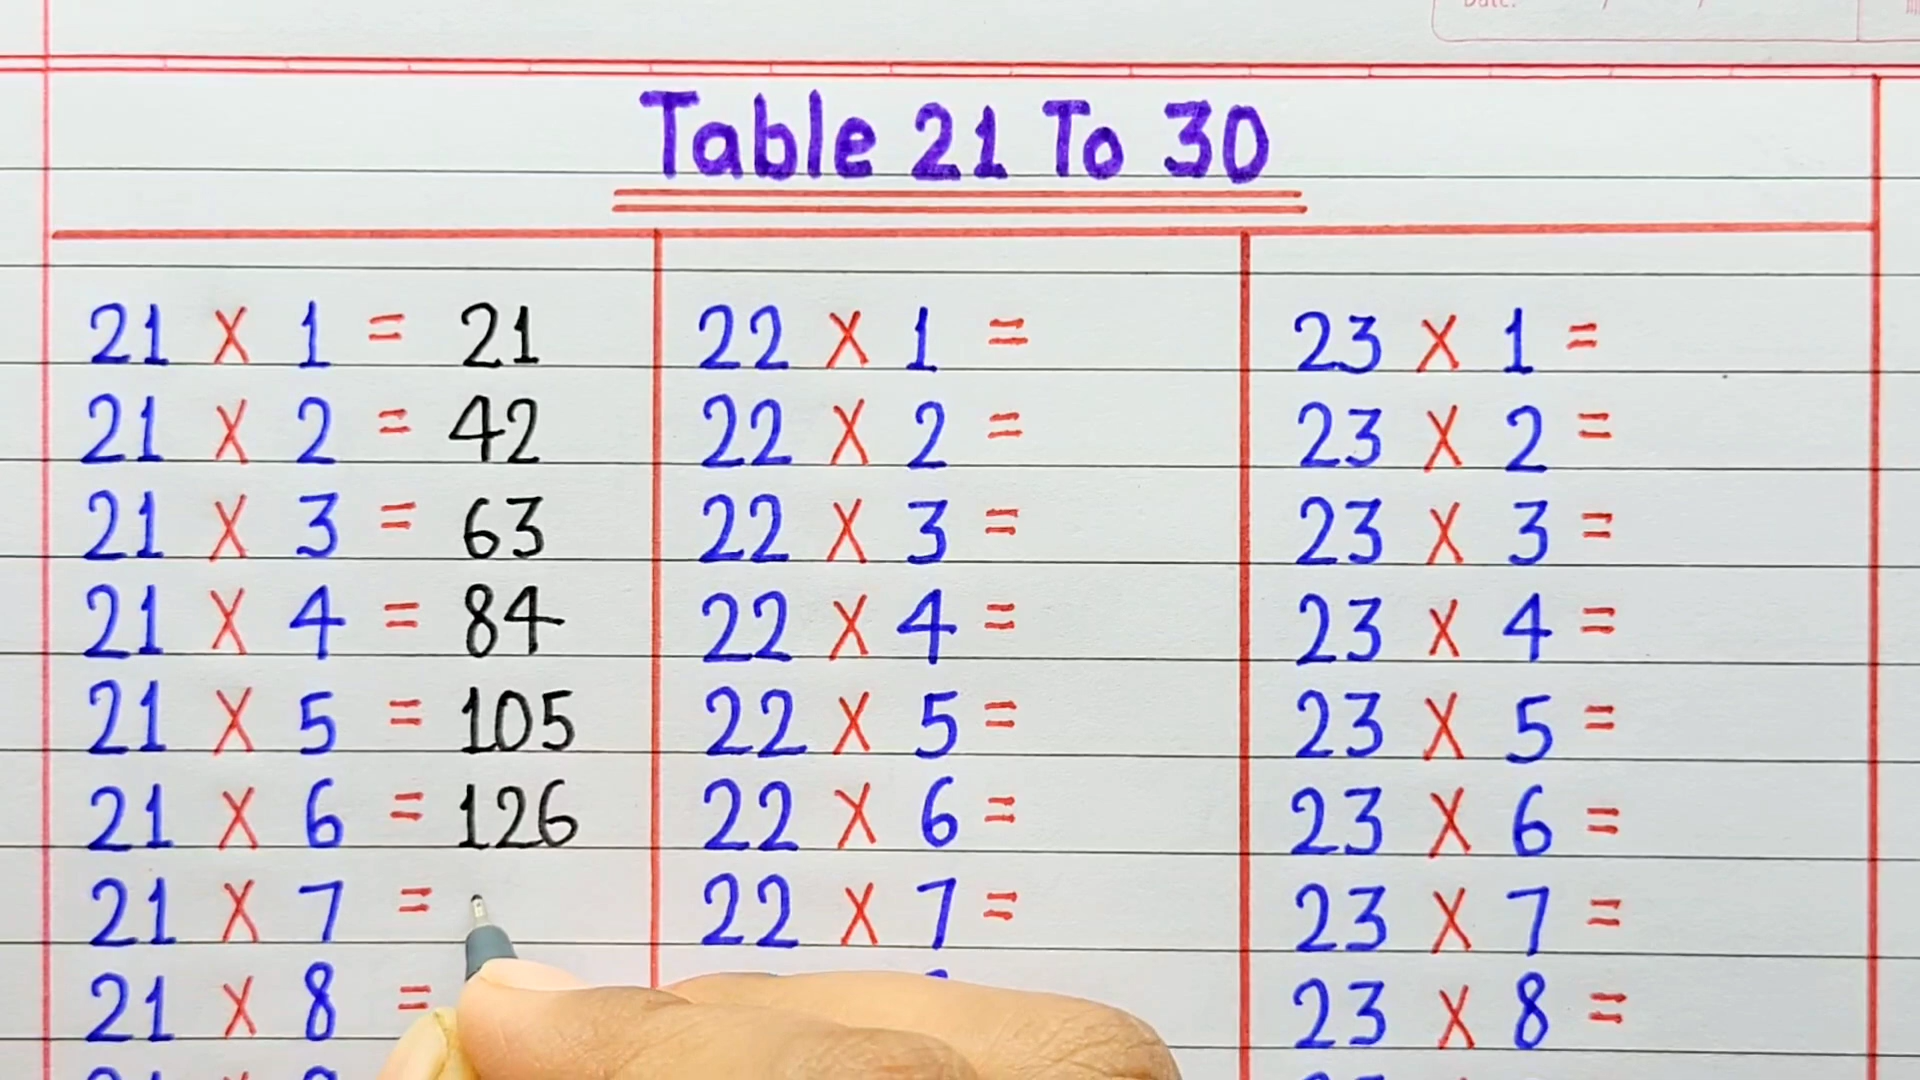 Date:
Table 21 To 30
21 X 1 = 21
21 X 2 = 42
21 X 3 = 63
21 X 4 = 84
21 X 5 = 105
21 X 6 = 126
21 X 7 =
21 X 8 =
22 X 1 =
22 X 2 =
22 X 3 =
22 X 4 =
22 X 5 =
22 X 6 =
22 X 7 =
23 X 1 =
23 X 2 =
23 X 3 =
23 X 4 =
23 X 5 =
23 X 6 =
23 X 7 =
23 X 8 =